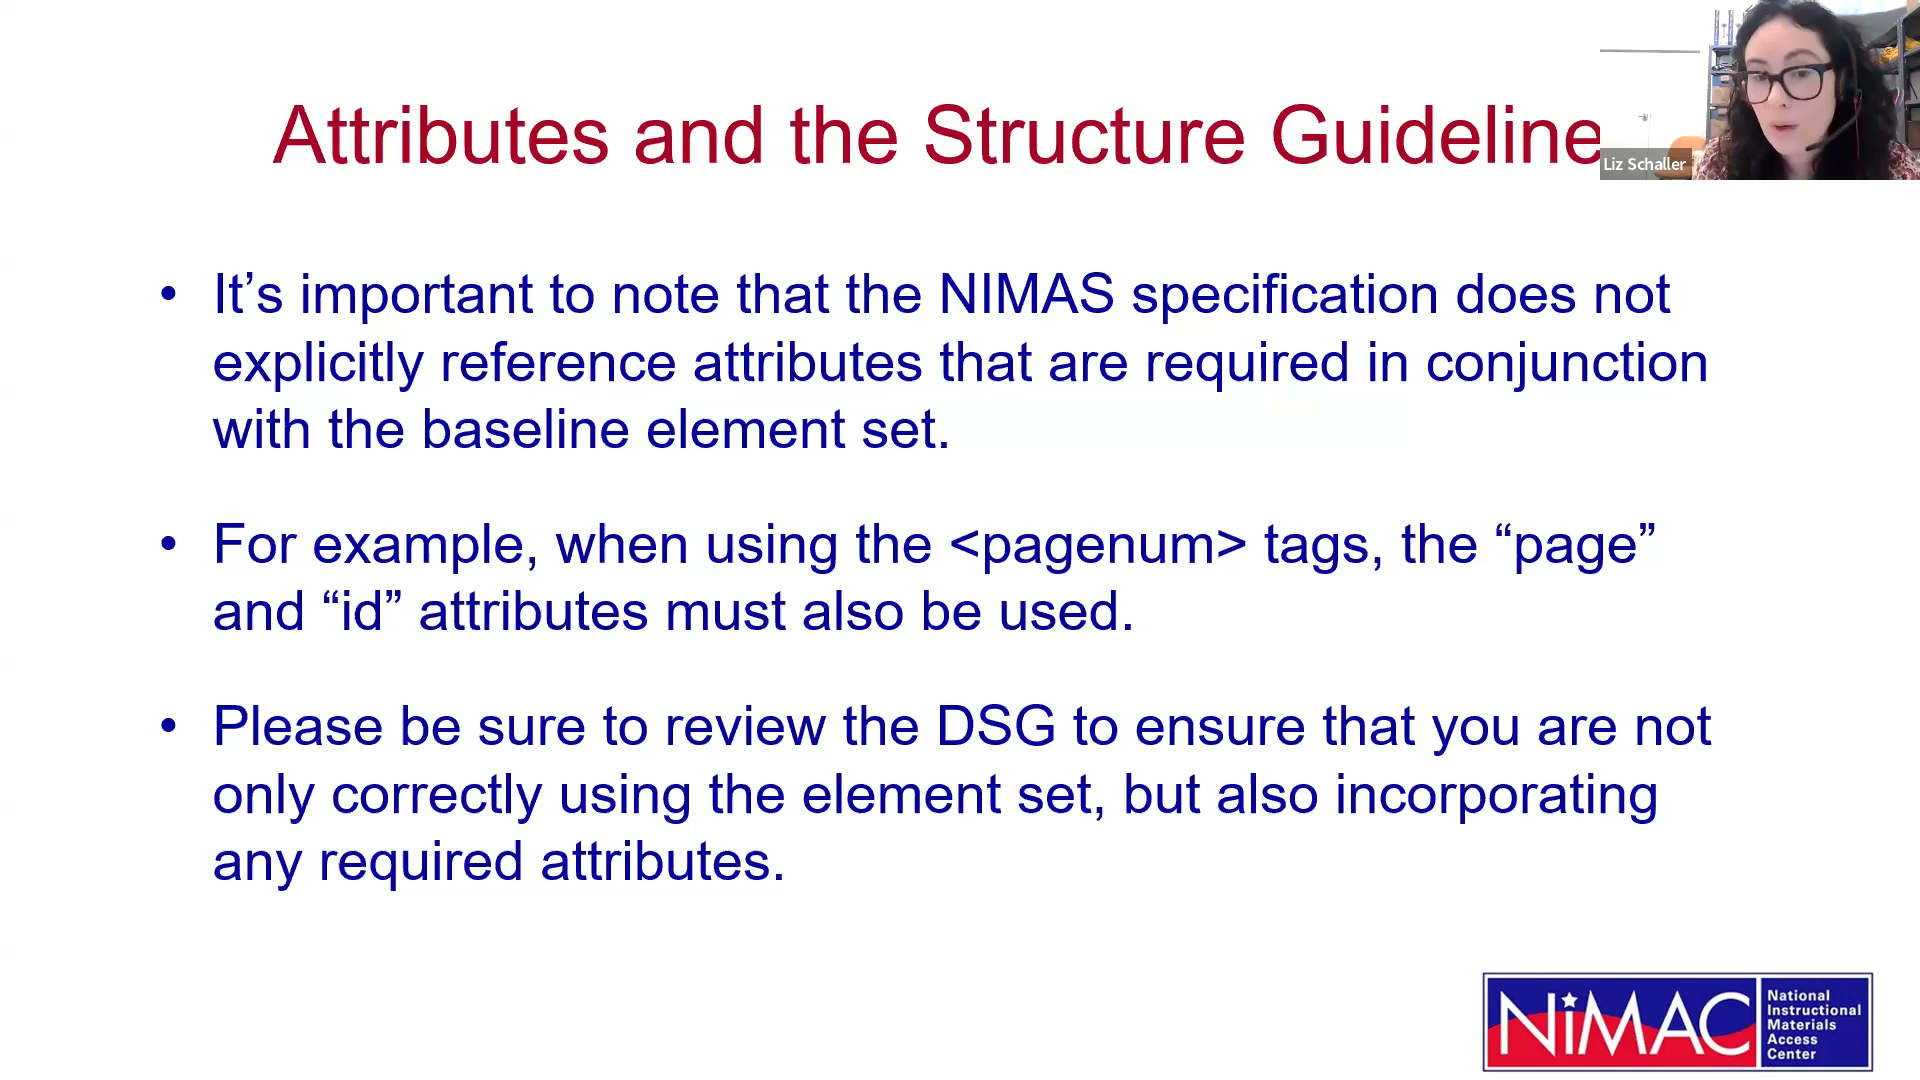 Attributes and the Structure Guideline
Liz Schaller
• It’s important to note that the NIMAS specification does not
explicitly reference attributes that are required in conjunction
with the baseline element set.
• For example, when using the <pagenum> tags, the “page”
and “id” attributes must also be used.
• Please be sure to review the DSG to ensure that you are not
only correctly using the element set, but also incorporating
any required attributes.
NiMAC
National
Instructional
Materials
Access
Center